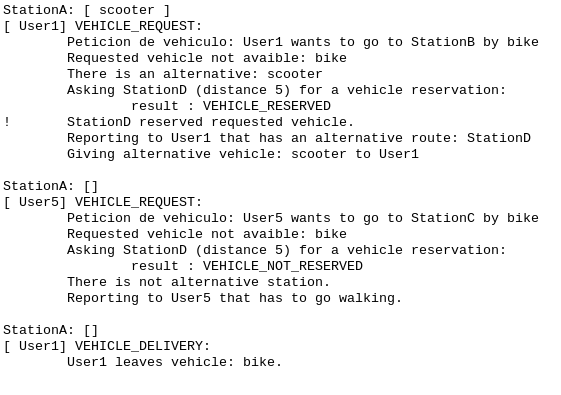 StationA: [ scooter ]
[ User1] VEHICLE_REQUEST:
Peticion de vehiculo: User1 wants to go to StationB by bike
Requested vehicle not avaible: bike
There is an alternative: scooter
Asking StationD (distance 5) for a vehicle reservation:
result : VEHICLE_RESERVED
! StationD reserved requested vehicle.
Reporting to User1 that has an alternative route: StationD
Giving alternative vehicle: scooter to User1
StationA: []
[ User5] VEHICLE_REQUEST:
Peticion de vehiculo: User5 wants to go to StationC by bike
Requested vehicle not avaible: bike
Asking StationD (distance 5) for a vehicle reservation:
result : VEHICLE_NOT_RESERVED
There is not alternative station.
Reporting to User5 that has to go walking.
StationA: []
[ User1] VEHICLE_DELIVERY:
User1 leaves vehicle: bike.